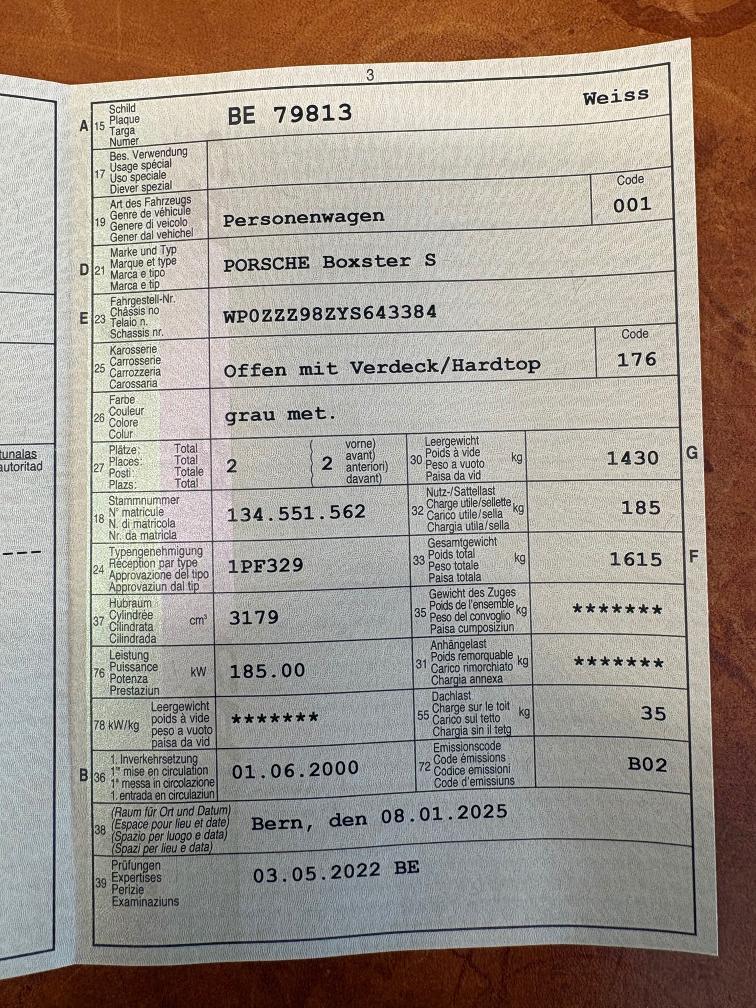 3
A 15 Schild
Plaque
Targa
Numer
BE 79813 Weiss
17 Bes. Verwendung
Usage spécial
Uso speciale
Diever spezial
19 Art des Fahrzeugs
Genre de véhicule
Genere di veicolo
Gener dal vehichel
Personenwagen
Code
001
D 21 Marke und Typ
Marque et type
Marca e tipo
Marca e tip
PORSCHE Boxster S
E 23 Fahrgestell-Nr.
Châssis no
Telaio n.
Schassis nr.
WP0ZZZ98ZYS643384
25 Karosserie
Carrosserie
Carrozzeria
Carossaria
Offen mit Verdeck/Hardtop
Code
176
26 Farbe
Couleur
Colore
Colur
grau met.
27 Plätze: Total
Places: Total
Posti: Totale
Plazs: Total
2
2 vorne)
avant)
anteriori)
davant)
30 Leergewicht
Poids à vide
Peso a vuoto
Paisa da vid
kg
1430 G
18 Stammnummer
N° matricule
N. di matricola
Nr. da matricla
134.551.562
32 Nutz-/Sattellast
Charge utile/sellette
Carico utile/sella
Chargia utila/sella
kg
185
24 Typengenehmigung
Réception par type
Approvazione del tipo
Approvaziun dal tip
1PF329
33 Gesamtgewicht
Poids total
Peso totale
Paisa totala
kg
1615 F
37 Hubraum
Cylindrée
Cilindrata
Cilindrada
cm³
3179
35 Gewicht des Zuges
Poids de l'ensemble
Peso del convoglio
Paisa cumposiziun
kg
*******
76 Leistung
Puissance
Potenza
Prestaziun
kW
185.00
31 Anhängelast
Poids remorquable
Carico rimorchiato
Chargia annexa
kg
*******
78 kW/kg Leergewicht
poids à vide
peso a vuoto
paisa da vid
*******
55 Dachlast
Charge sur le toit
Carico sul tetto
Chargia sin il tetg
kg
35
B 36 1. Inverkehrsetzung
1re mise en circulation
1a messa in circolazione
1. entrada en circulaziun
01.06.2000
72 Emissionscode
Code émissions
Codice emissioni
Code d'emissiuns
B02
38 (Raum für Ort und Datum)
(Espace pour lieu et date)
(Spazio per luogo e data)
(Spazi per lieu e data)
Bern, den 08.01.2025
39 Prüfungen
Expertises
Perizie
Examinaziuns
03.05.2022 BE
tunalas
autoritad
---